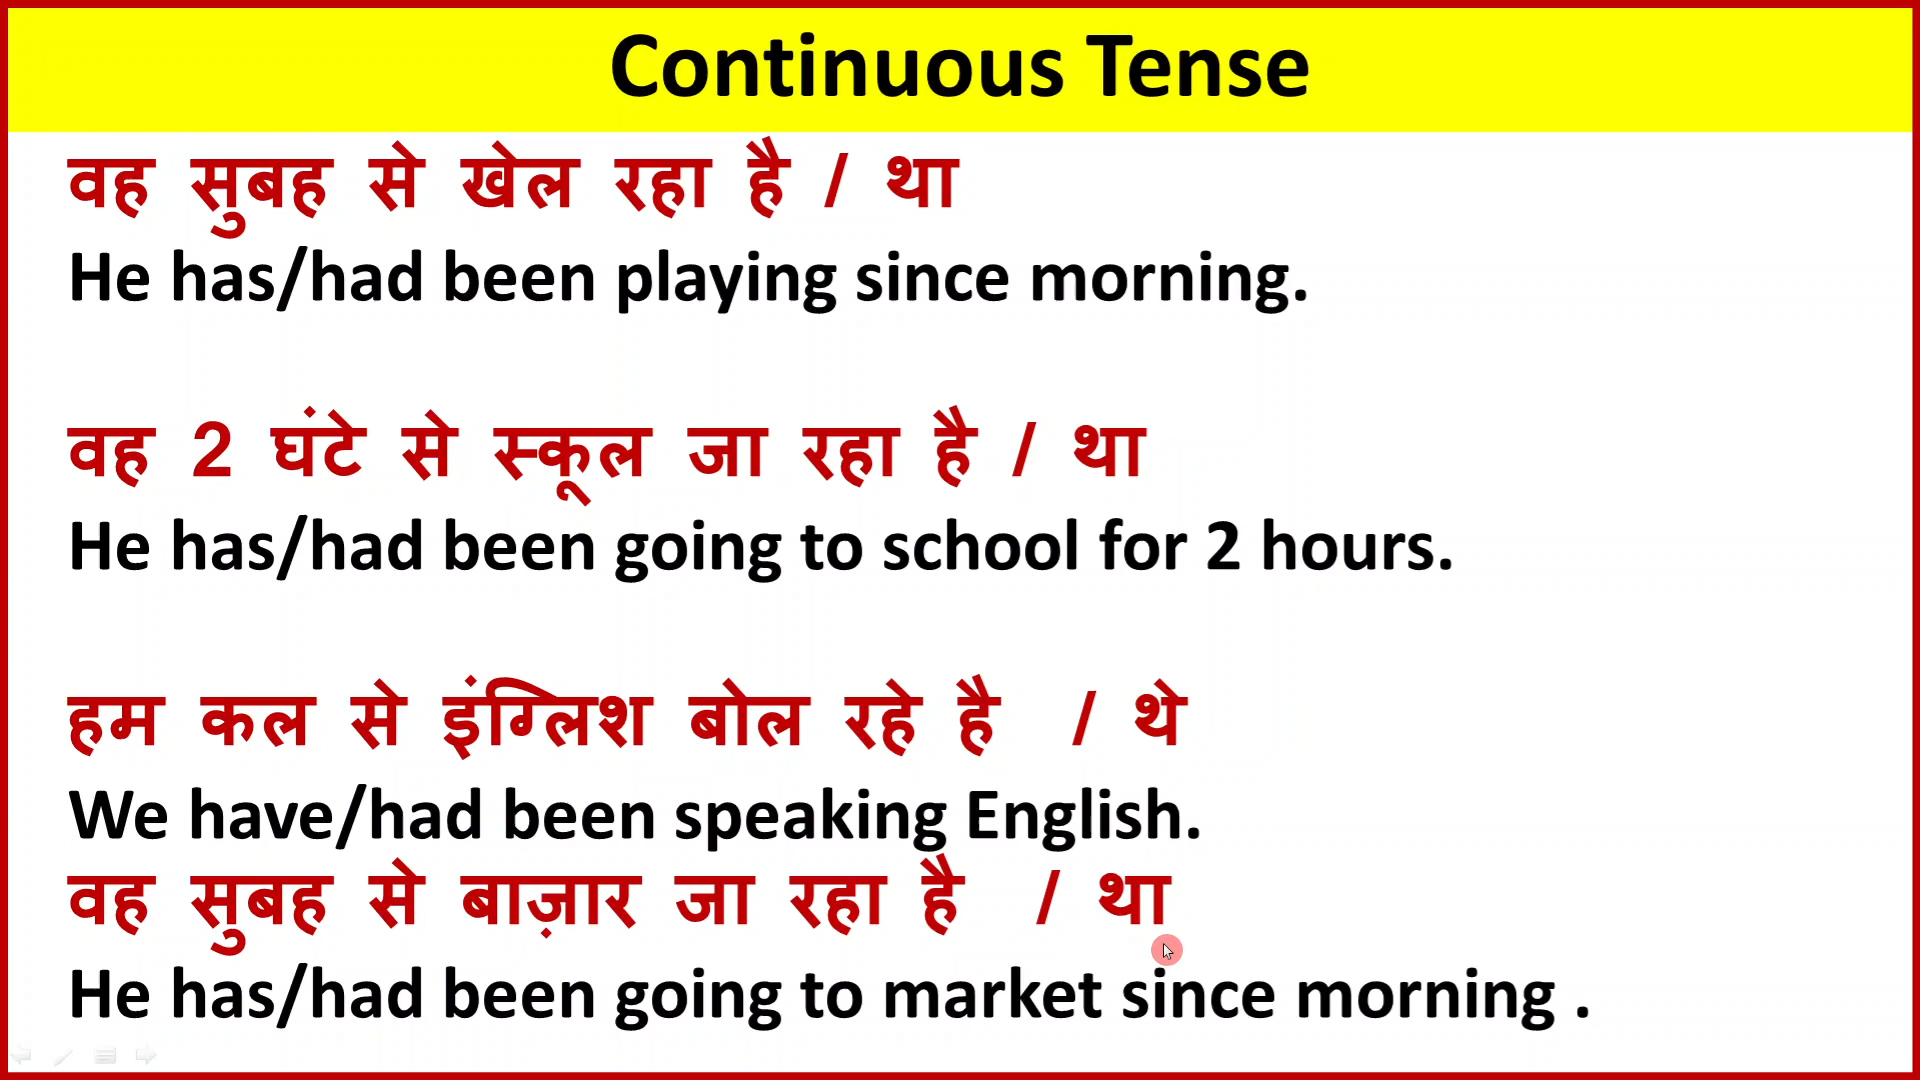 Continuous Tense
वह सुबह से खेल रहा है / था
He has/had been playing since morning.
वह 2 घंटे से स्कूल जा रहा है / था
He has/had been going to school for 2 hours.
हम कल से इंग्लिश बोल रहे है / थे
We have/had been speaking English.
वह सुबह से बाज़ार जा रहा है / था
He has/had been going to market since morning .